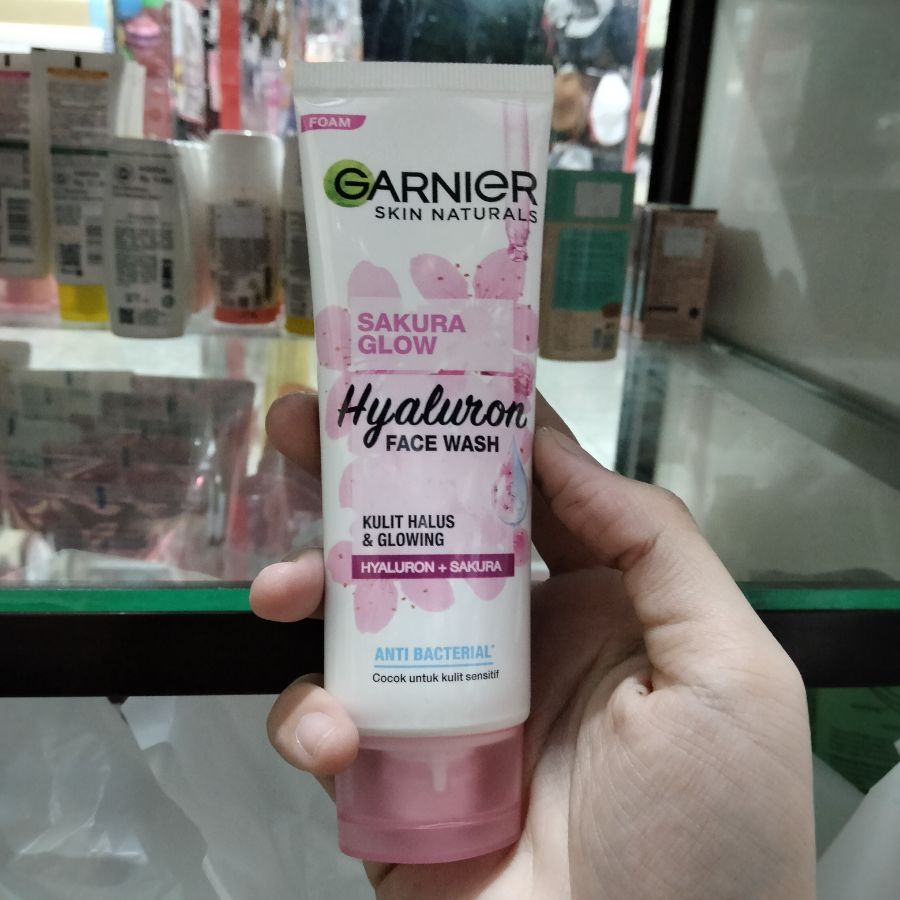 FOAM
GARNIER
SKIN NATURALS
SAKURA
GLOW
Hyaluron
FACE WASH
KULIT HALUS
& GLOWING
HYALURON + SAKURA
ANTI BACTERIAL*
Cocok untuk kulit sensitif